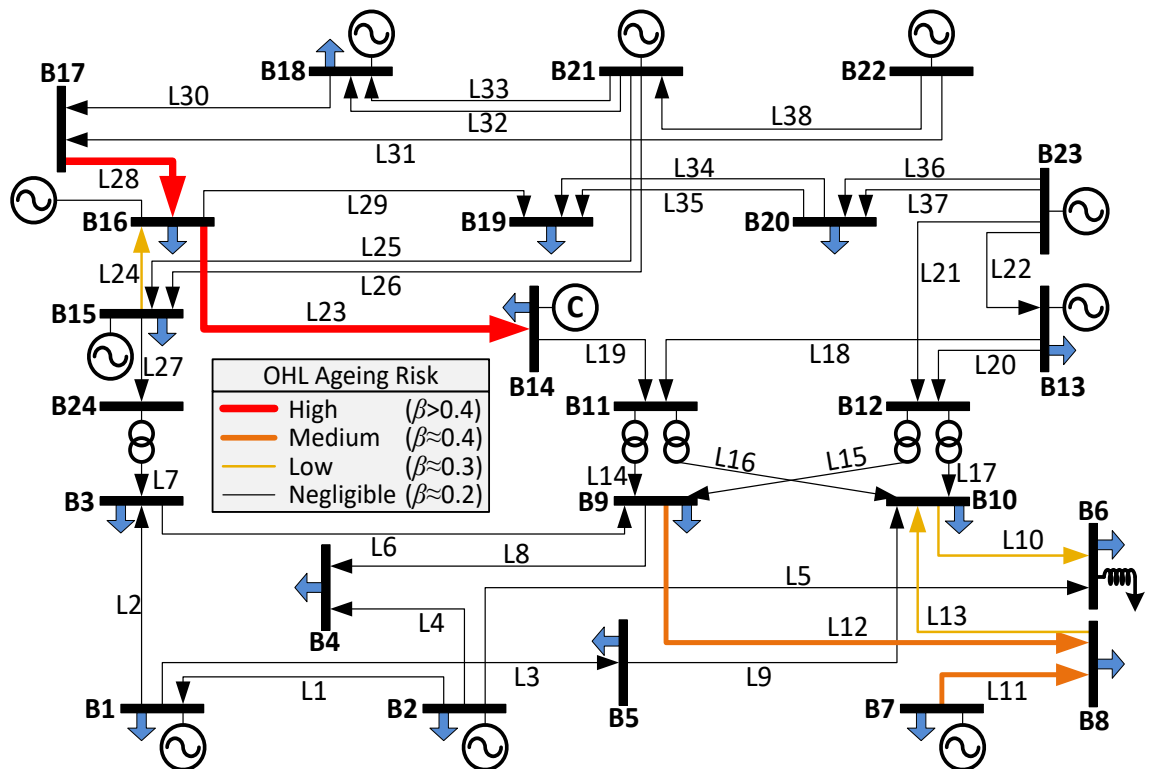 B18
B21
B22
B17
L30
L33
L32
L38
L31
B23
L28
L34
L36
L29
L35
L37
B16
B19
B20
L25
L24
L26
L21
L22
B15
L23
C
L27
L19
L18
L20
B14
B13
OHL Ageing Risk
High (β>0.4)
Medium (β≈0.4)
Low (β≈0.3)
Negligible (β≈0.2)
B24
B11
B12
L16
L15
L7
L14
L17
B3
B9
B10
B6
L6
L8
L10
L5
L2
B4
L4
L12
L13
L3
L9
L1
L11
B1
B2
B5
B7
B8